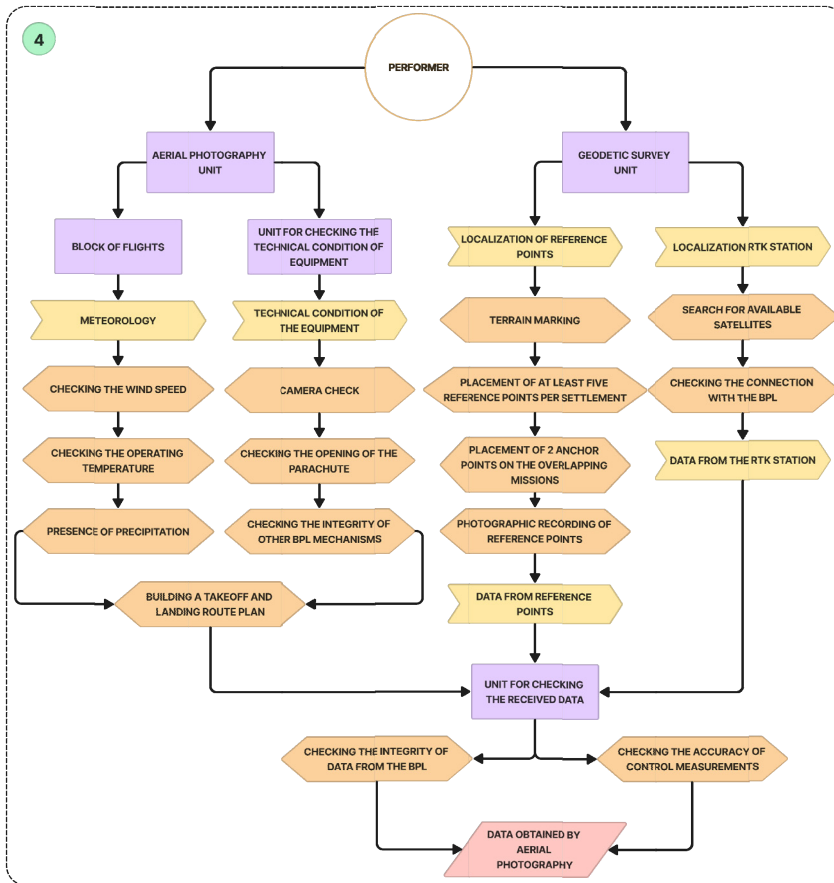 4
PERFORMER
AERIAL PHOTOGRAPHY
UNIT
GEODETIC SURVEY
UNIT
BLOCK OF FLIGHTS
UNIT FOR CHECKING THE
TECHNICAL CONDITION OF
EQUIPMENT
LOCALIZATION OF REFERENCE
POINTS
LOCALIZATION RTK STATION
METEOROLOGY
TECHNICAL CONDITION OF
THE EQUIPMENT
TERRAIN MARKING
SEARCH FOR AVAILABLE
SATELLITES
CHECKING THE WIND SPEED
CAMERA CHECK
PLACEMENT OF AT LEAST FIVE
REFERENCE POINTS PER SETTLEMENT
CHECKING THE CONNECTION
WITH THE BPL
CHECKING THE OPERATING
TEMPERATURE
CHECKING THE OPENING OF THE
PARACHUTE
PLACEMENT OF 2 ANCHOR
POINTS ON THE OVERLAPPING
MISSIONS
DATA FROM THE RTK STATION
PRESENCE OF PRECIPITATION
CHECKING THE INTEGRITY OF
OTHER BPL MECHANISMS
PHOTOGRAPHIC RECORDING OF
REFERENCE POINTS
BUILDING A TAKEOFF AND
LANDING ROUTE PLAN
DATA FROM REFERENCE
POINTS
UNIT FOR CHECKING
THE RECEIVED DATA
CHECKING THE INTEGRITY OF
DATA FROM THE BPL
CHECKING THE ACCURACY OF
CONTROL MEASUREMENTS
DATA OBTAINED BY
AERIAL
PHOTOGRAPHY